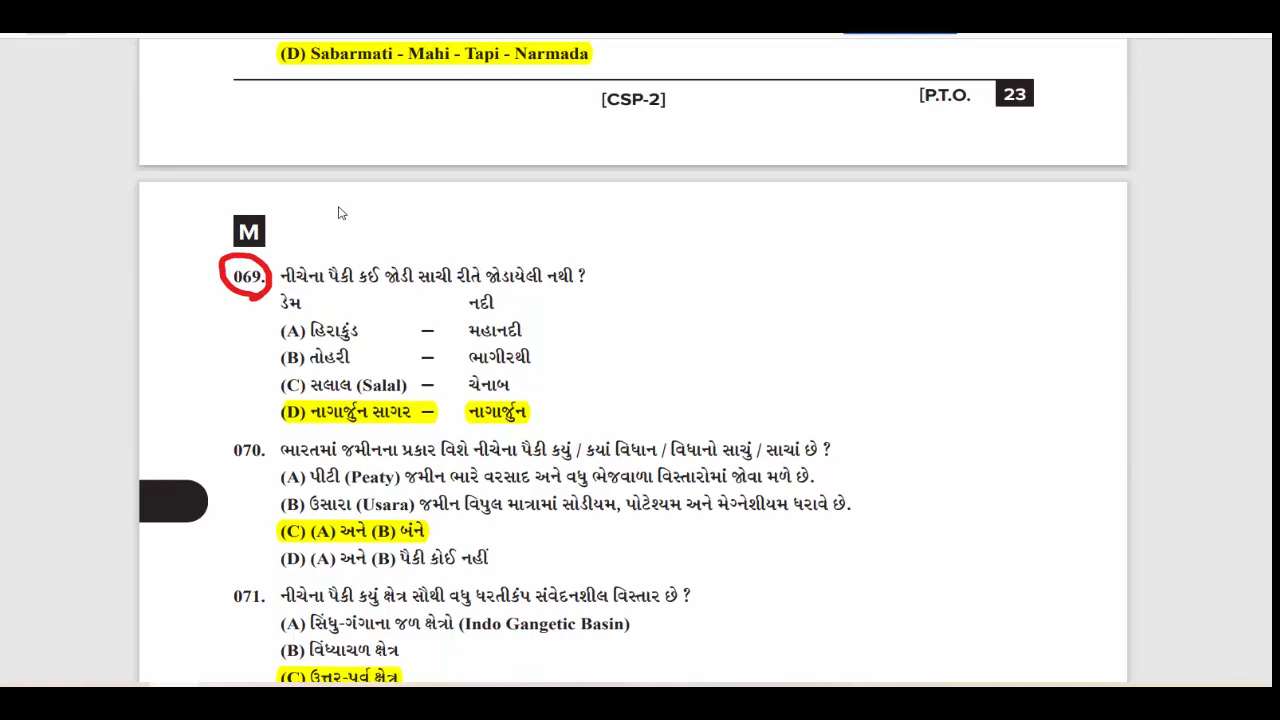 (D) Sabarmati - Mahi - Tapi - Narmada
[CSP-2] [P.T.O. 23
M
069. નીચેના પૈકી કઈ જોડી સાચી રીતે જોડાયેલી નથી ?
ડેમ નદી
(A) હિરાકુંડ – મહાનદી
(B) તોહરી – ભાગીરથી
(C) સલાલ (Salal) – ચેનાબ
(D) નાગાર્જુન સાગર – નાગાર્જુન
070. ભારતમાં જમીનના પ્રકાર વિશે નીચેના પૈકી કયું / કયાં વિધાન / વિધાનો સાચું / સાચાં છે ?
(A) પીટી (Peaty) જમીન ભારે વરસાદ અને વધુ ભેજવાળા વિસ્તારોમાં જોવા મળે છે.
(B) ઉસારા (Usara) જમીન વિપુલ માત્રામાં સોડીયમ, પોટેશ્યમ અને મેગ્નેશીયમ ધરાવે છે.
(C) (A) અને (B) બંને
(D) (A) અને (B) પૈકી કોઈ નહીં
071. નીચેના પૈકી કયું ક્ષેત્ર સૌથી વધુ ધરતીકંપ સંવેદનશીલ વિસ્તાર છે ?
(A) સિંધુ-ગંગાના જળ ક્ષેત્રો (Indo Gangetic Basin)
(B) વિંધ્યાચળ ક્ષેત્ર
(C) ઉત્તર-પૂર્વ ક્ષેત્ર